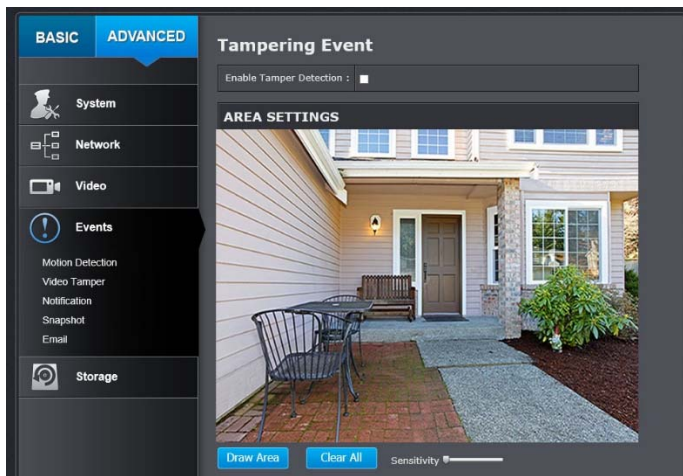 BASIC
ADVANCED
System
Network
Video
Events
Motion Detection
Video Tamper
Notification
Snapshot
Email
Storage
Tampering Event
Enable Tamper Detection :
AREA SETTINGS
Draw Area
Clear All
Sensitivity